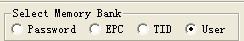 Select Memory Bank
Password EPC TID User